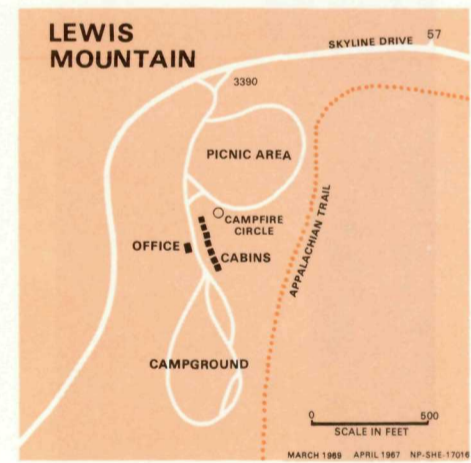 LEWIS
MOUNTAIN
SKYLINE DRIVE
57
3390
PICNIC AREA
CAMPFIRE
CIRCLE
OFFICE
CABINS
APPALACHIAN TRAIL
CAMPGROUND
0 500
SCALE IN FEET
MARCH 1969 APRIL 1967 NP-SHE-17016